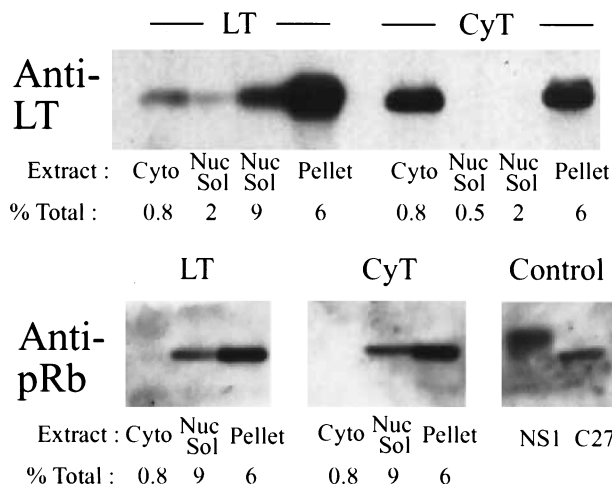 LT CyT
Anti-
LT
Extract : Cyto Nuc Sol Nuc Sol Pellet Cyto Nuc Sol Nuc Sol Pellet
% Total : 0.8 2 9 6 0.8 0.5 2 6
LT CyT Control
Anti-
pRb
Extract : Cyto Nuc Sol Pellet Cyto Nuc Sol Pellet NS1 C27
% Total : 0.8 9 6 0.8 9 6